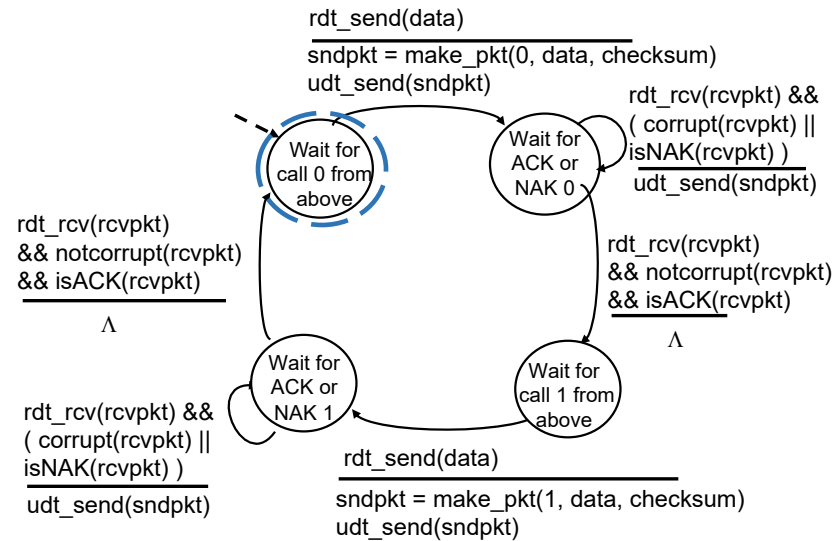 rdt_send(data)
sndpkt = make_pkt(0, data, checksum)
udt_send(sndpkt)
Wait for
call 0 from
above
Wait for
ACK or
NAK 0
rdt_rcv(rcvpkt) &&
( corrupt(rcvpkt) ||
isNAK(rcvpkt) )
udt_send(sndpkt)
rdt_rcv(rcvpkt)
&& notcorrupt(rcvpkt)
&& isACK(rcvpkt)
Λ
rdt_rcv(rcvpkt)
&& notcorrupt(rcvpkt)
&& isACK(rcvpkt)
Λ
Wait for
ACK or
NAK 1
Wait for
call 1 from
above
rdt_rcv(rcvpkt) &&
( corrupt(rcvpkt) ||
isNAK(rcvpkt) )
udt_send(sndpkt)
rdt_send(data)
sndpkt = make_pkt(1, data, checksum)
udt_send(sndpkt)